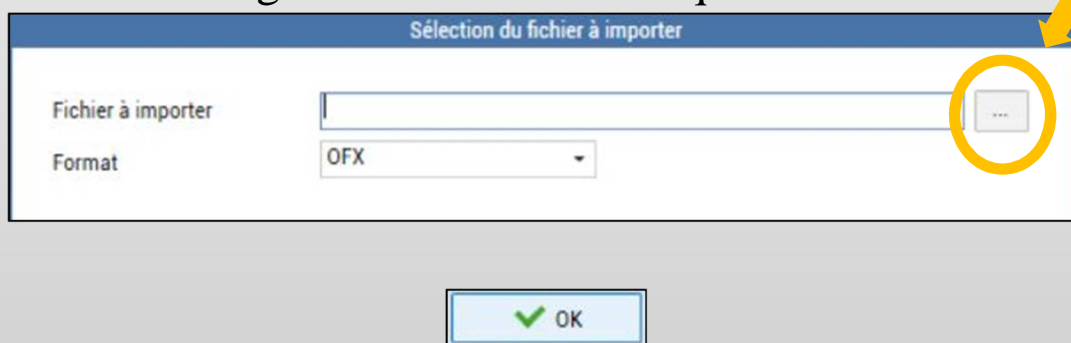 Sélection du fichier à importer
Fichier à importer
...
Format
OFX
OK